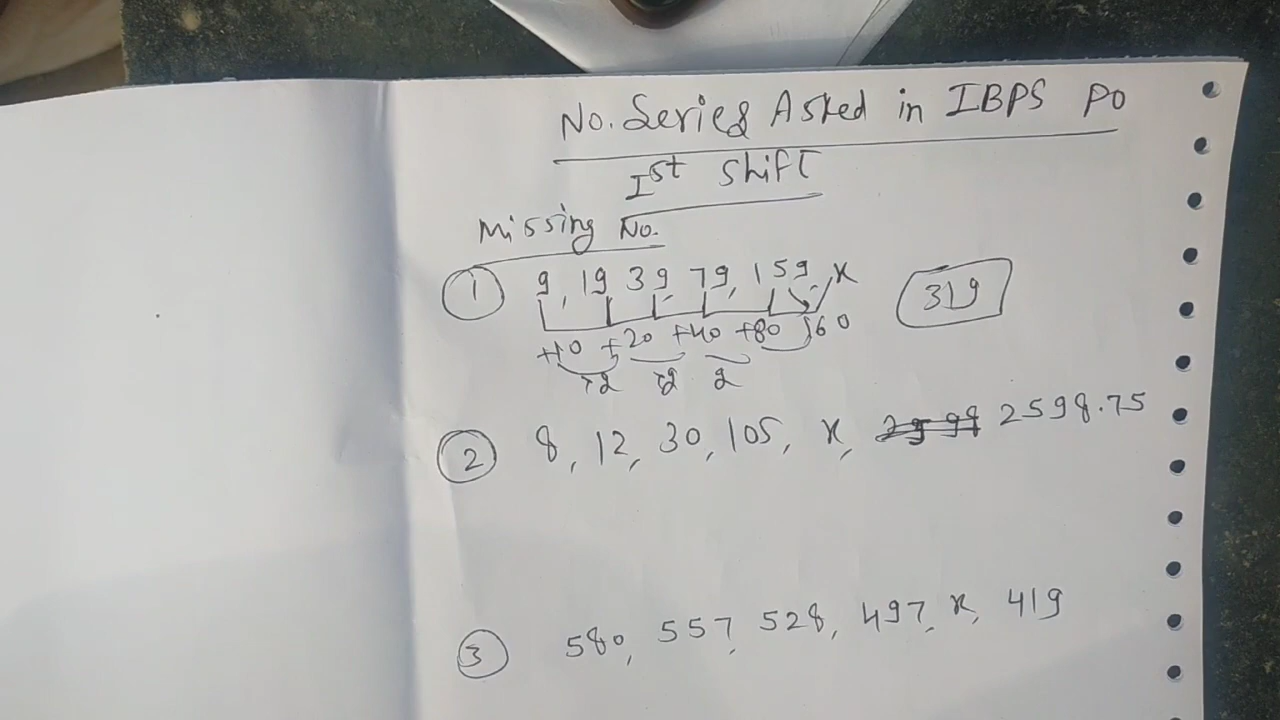 No. Series Asked in IBPS PO
Ist Shift
Missing No.
1 9, 19 39, 79, 159, x 319
+10 +20 +40 +80 160
×2 ×2 2
2 8, 12, 30, 105, x, 2598.75
3 580, 557, 528, 497, x, 419